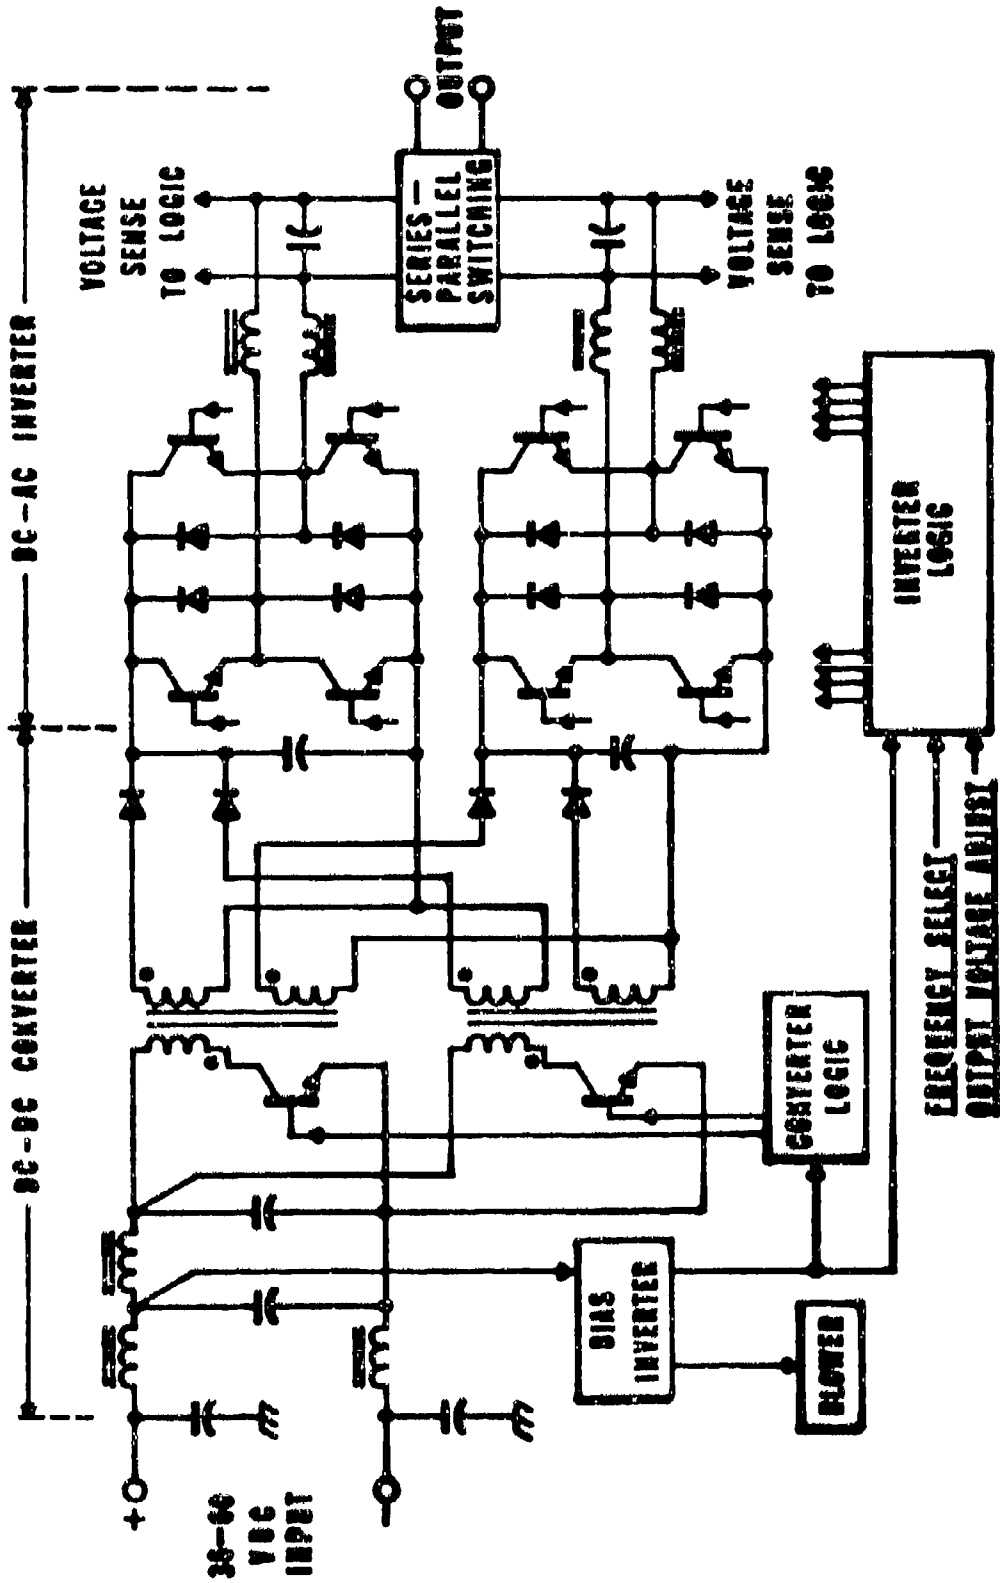 DC-DC CONVERTER
DC-AC INVERTER
+
VDC
INPUT
VOLTAGE
SENSE
TO LOGIC
SERIES -
PARALLEL
SWITCHING
OUTPUT
VOLTAGE
SENSE
TO LOGIC
BIAS
INVERTER
BLOWER
CONVERTER
LOGIC
INVERTER
LOGIC
FREQUENCY SELECT
OUTPUT VOLTAGE ADJUST